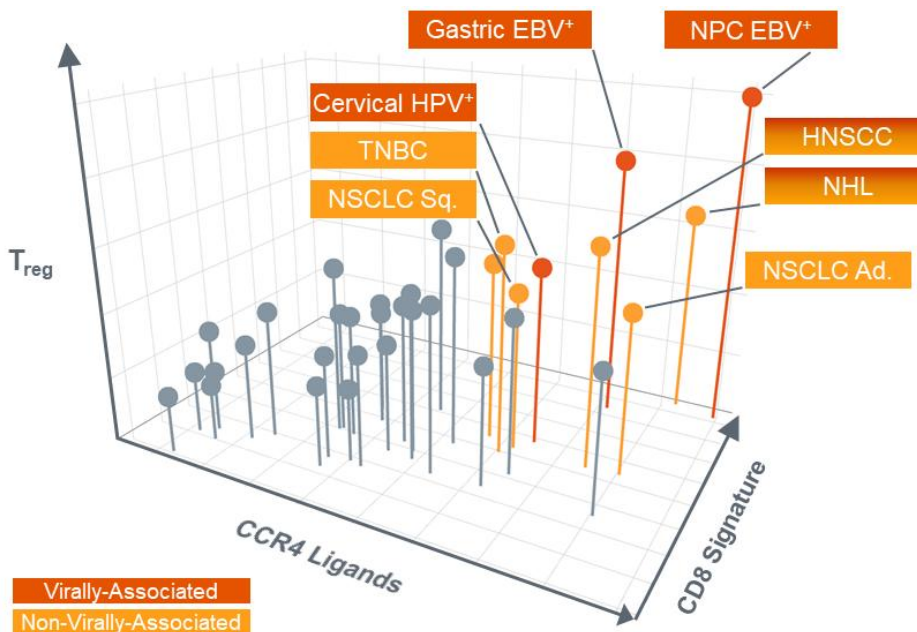 Gastric EBV⁺
NPC EBV⁺
Cervical HPV⁺
HNSCC
TNBC
NHL
NSCLC Sq.
Treg
NSCLC Ad.
CCR4 Ligands
CD8 Signature
Virally-Associated
Non-Virally-Associated